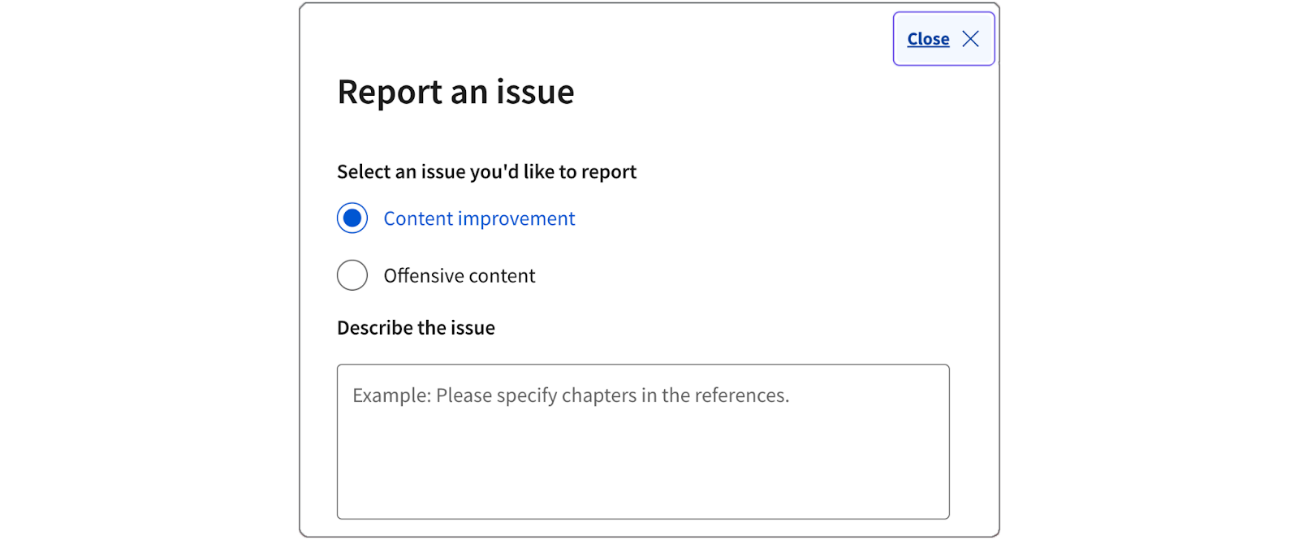 Close
Report an issue
Select an issue you'd like to report
Content improvement
Offensive content
Describe the issue
Example: Please specify chapters in the references.